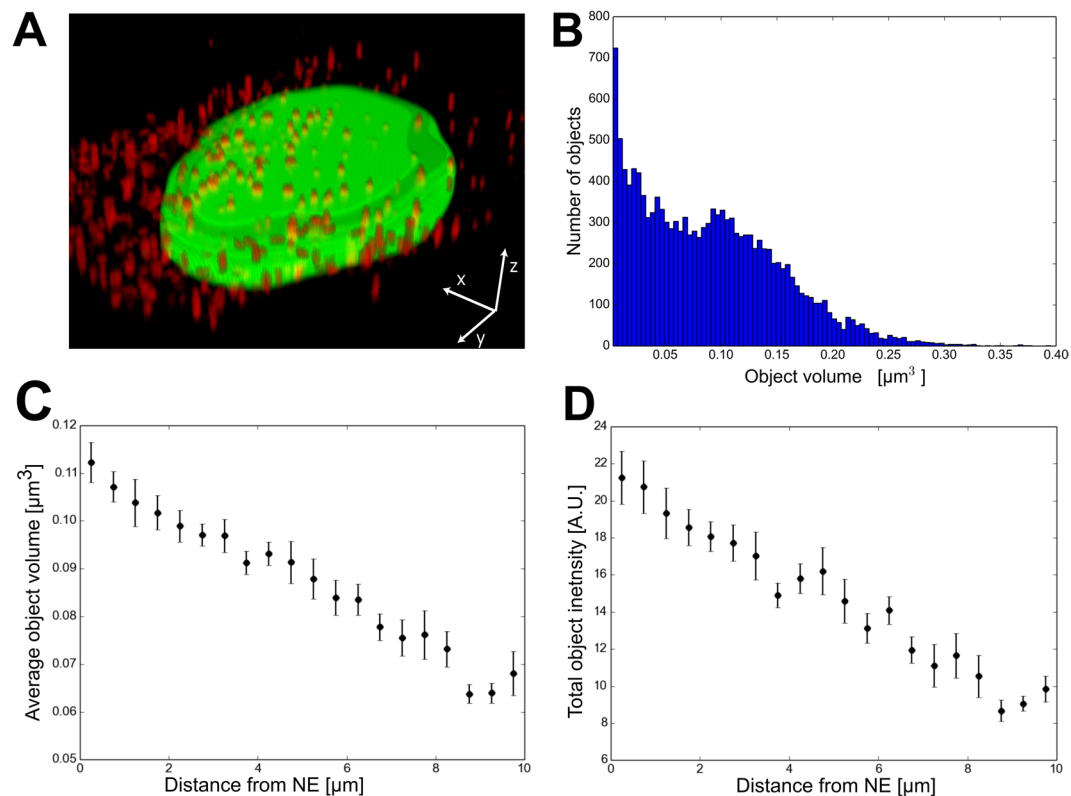 A
x
z
y
B
800
700
600
500
400
300
200
100
0
0.05 0.10 0.15 0.20 0.25 0.30 0.35 0.40
Number of objects
Object volume [µm³ ]
C
0.12
0.11
0.10
0.09
0.08
0.07
0.06
0.05
0 2 4 6 8 10
Average object volume [µm³]
Distance from NE [µm]
D
24
22
20
18
16
14
12
10
8
6
0 2 4 6 8 10
Total object inetnsity [A.U.]
Distance from NE [µm]